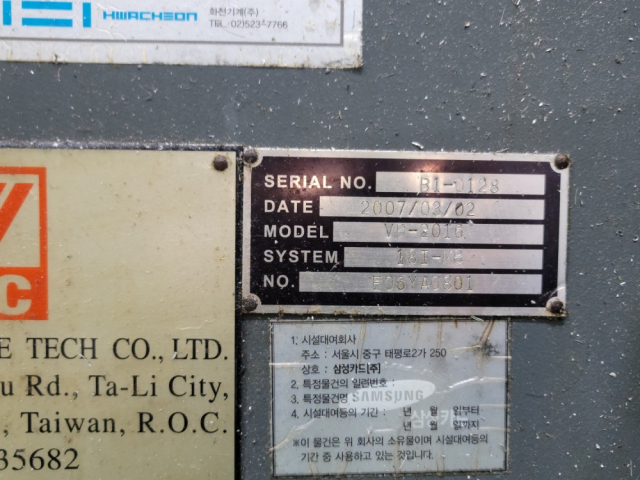 HWACHEON
화천기계(주)
TEL.:02)523-7766
C
E TECH CO., LTD.
u Rd., Ta-Li City,
, Taiwan, R.O.C.
35682
SERIAL NO. B1-0128
DATE 2007/03/02
MODEL
SYSTEM
NO.
1. 시설대여회사
주소 : 서울시 중구 태평로2가 250
상호 : 삼성카드[주]
2. 특정물건의 일련번호 :
3. 특정물건명
SAMSUNG
4. 시설대여등의 기간 : 년 월 일부터
년 월 일까지
※이 물건은 위 회사의 소유물이며 시설대여등의
기간 중 사용하고 있는 것입니다.